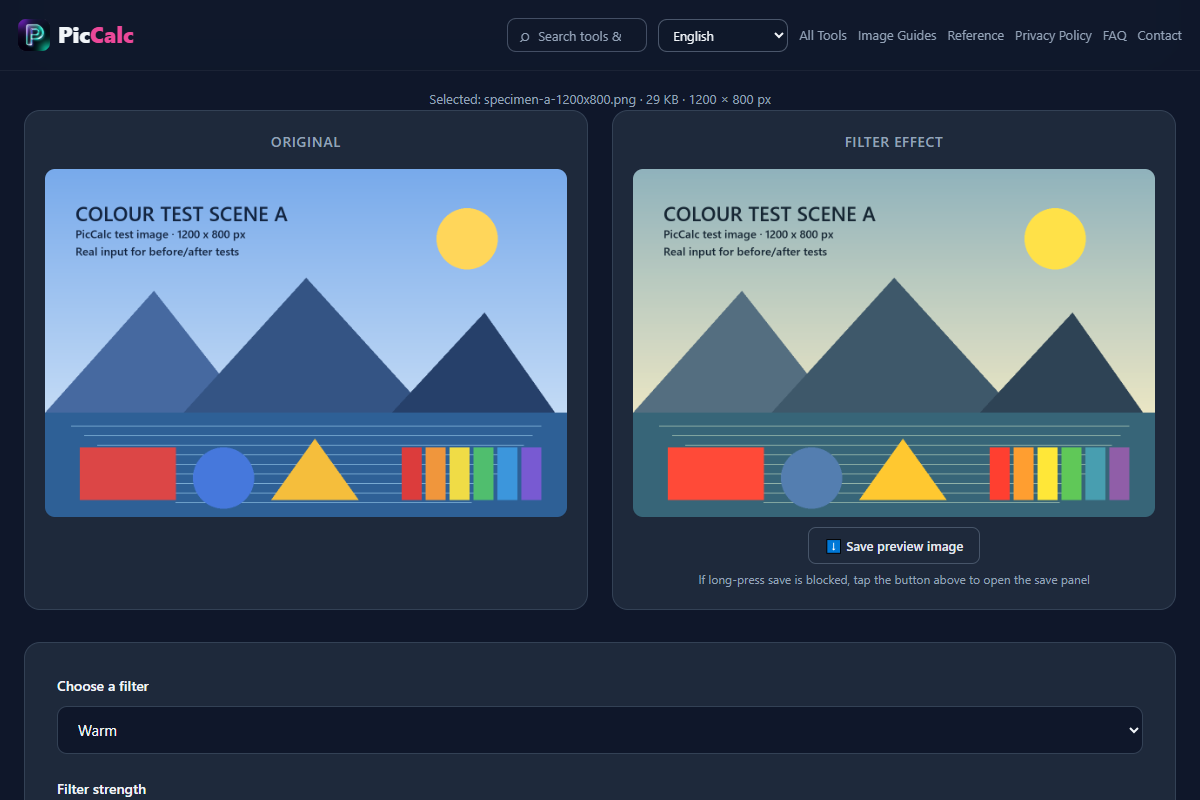 PicCalc
Search tools &
English
All Tools
Image Guides
Reference
Privacy Policy
FAQ
Contact
Selected: specimen-a-1200x800.png · 29 KB · 1200 × 800 px
ORIGINAL
COLOUR TEST SCENE A
PicCalc test image · 1200 x 800 px
Real input for before/after tests
FILTER EFFECT
COLOUR TEST SCENE A
PicCalc test image · 1200 x 800 px
Real input for before/after tests
Save preview image
If long-press save is blocked, tap the button above to open the save panel
Choose a filter
Warm
Filter strength